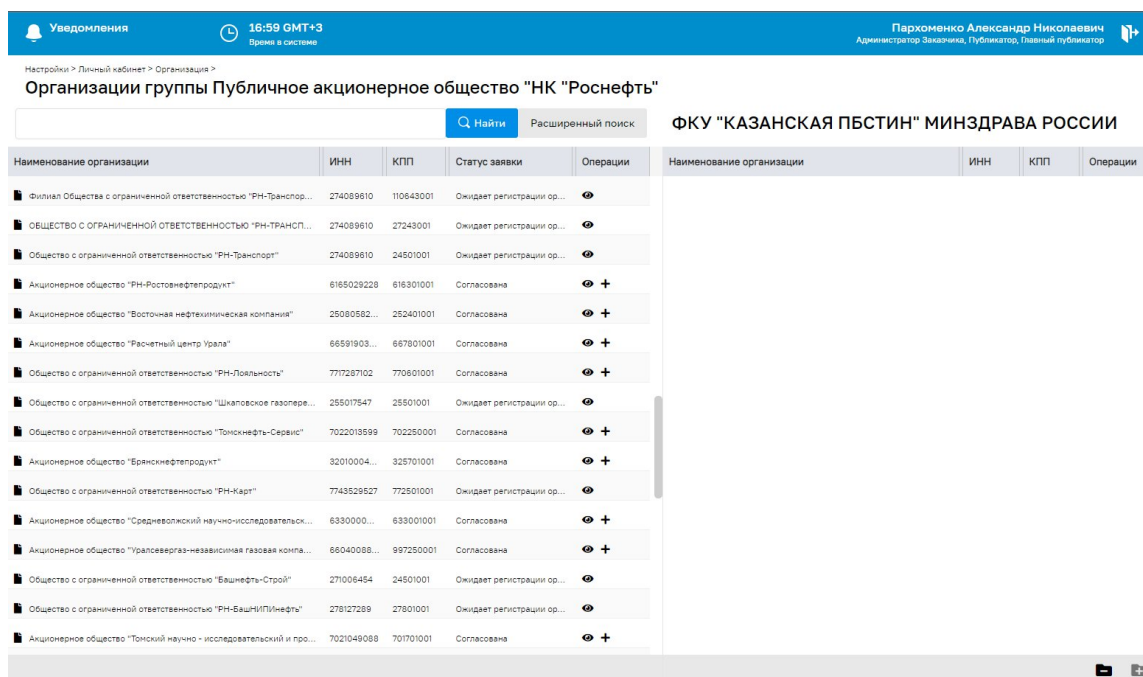 Уведомления
16:59 GMT+3
Время в системе
Пархоменко Александр Николаевич
Администратор Заказчика, Публикатор, Главный публикатор
Настройки > Личный кабинет > Организация >
Организации группы Публичное акционерное общество "НК "Роснефть"
Найти Расширенный поиск
ФКУ "КАЗАНСКАЯ ПБСТИН" МИНЗДРАВА РОССИИ
Наименование организации ИНН КПП Статус заявки Операции
Наименование организации ИНН КПП Операции
Филиал Общества с ограниченной ответственностью "РН-Транспор... 274089610 110643001 Ожидает регистрации ор...
ОБЩЕСТВО С ОГРАНИЧЕННОЙ ОТВЕТСТВЕННОСТЬЮ "РН-ТРАНСП... 274089610 27243001 Ожидает регистрации ор...
Общество с ограниченной ответственностью "РН-Транспорт" 274089610 24501001 Ожидает регистрации ор...
Акционерное общество "РН-Ростовнефтепродукт" 6165029228 616301001 Согласована
Акционерное общество "Восточная нефтехимическая компания" 25080582... 252401001 Согласована
Акционерное общество "Расчетный центр Урала" 66591903... 667801001 Согласована
Общество с ограниченной ответственностью "РН-Лояльность" 7717287102 770601001 Согласована
Общество с ограниченной ответственностью "Шкаповское газопере... 255017547 25501001 Ожидает регистрации ор...
Общество с ограниченной ответственностью "Томскнефть-Сервис" 7022013599 702250001 Согласована
Акционерное общество "Брянскнефтепродукт" 32010004... 325701001 Согласована
Общество с ограниченной ответственностью "РН-Карт" 7743529527 772501001 Ожидает регистрации ор...
Акционерное общество "Средневолжский научно-исследовательск... 6330000... 633001001 Согласована
Акционерное общество "Уралсевергаз-независимая газовая компа... 66040088... 997250001 Согласована
Общество с ограниченной ответственностью "Башнефть-Строй" 271006454 24501001 Ожидает регистрации ор...
Общество с ограниченной ответственностью "РН-БашНИПИнефть" 278127289 27801001 Ожидает регистрации ор...
Акционерное общество "Томский научно - исследовательский и про... 7021049088 701701001 Согласована